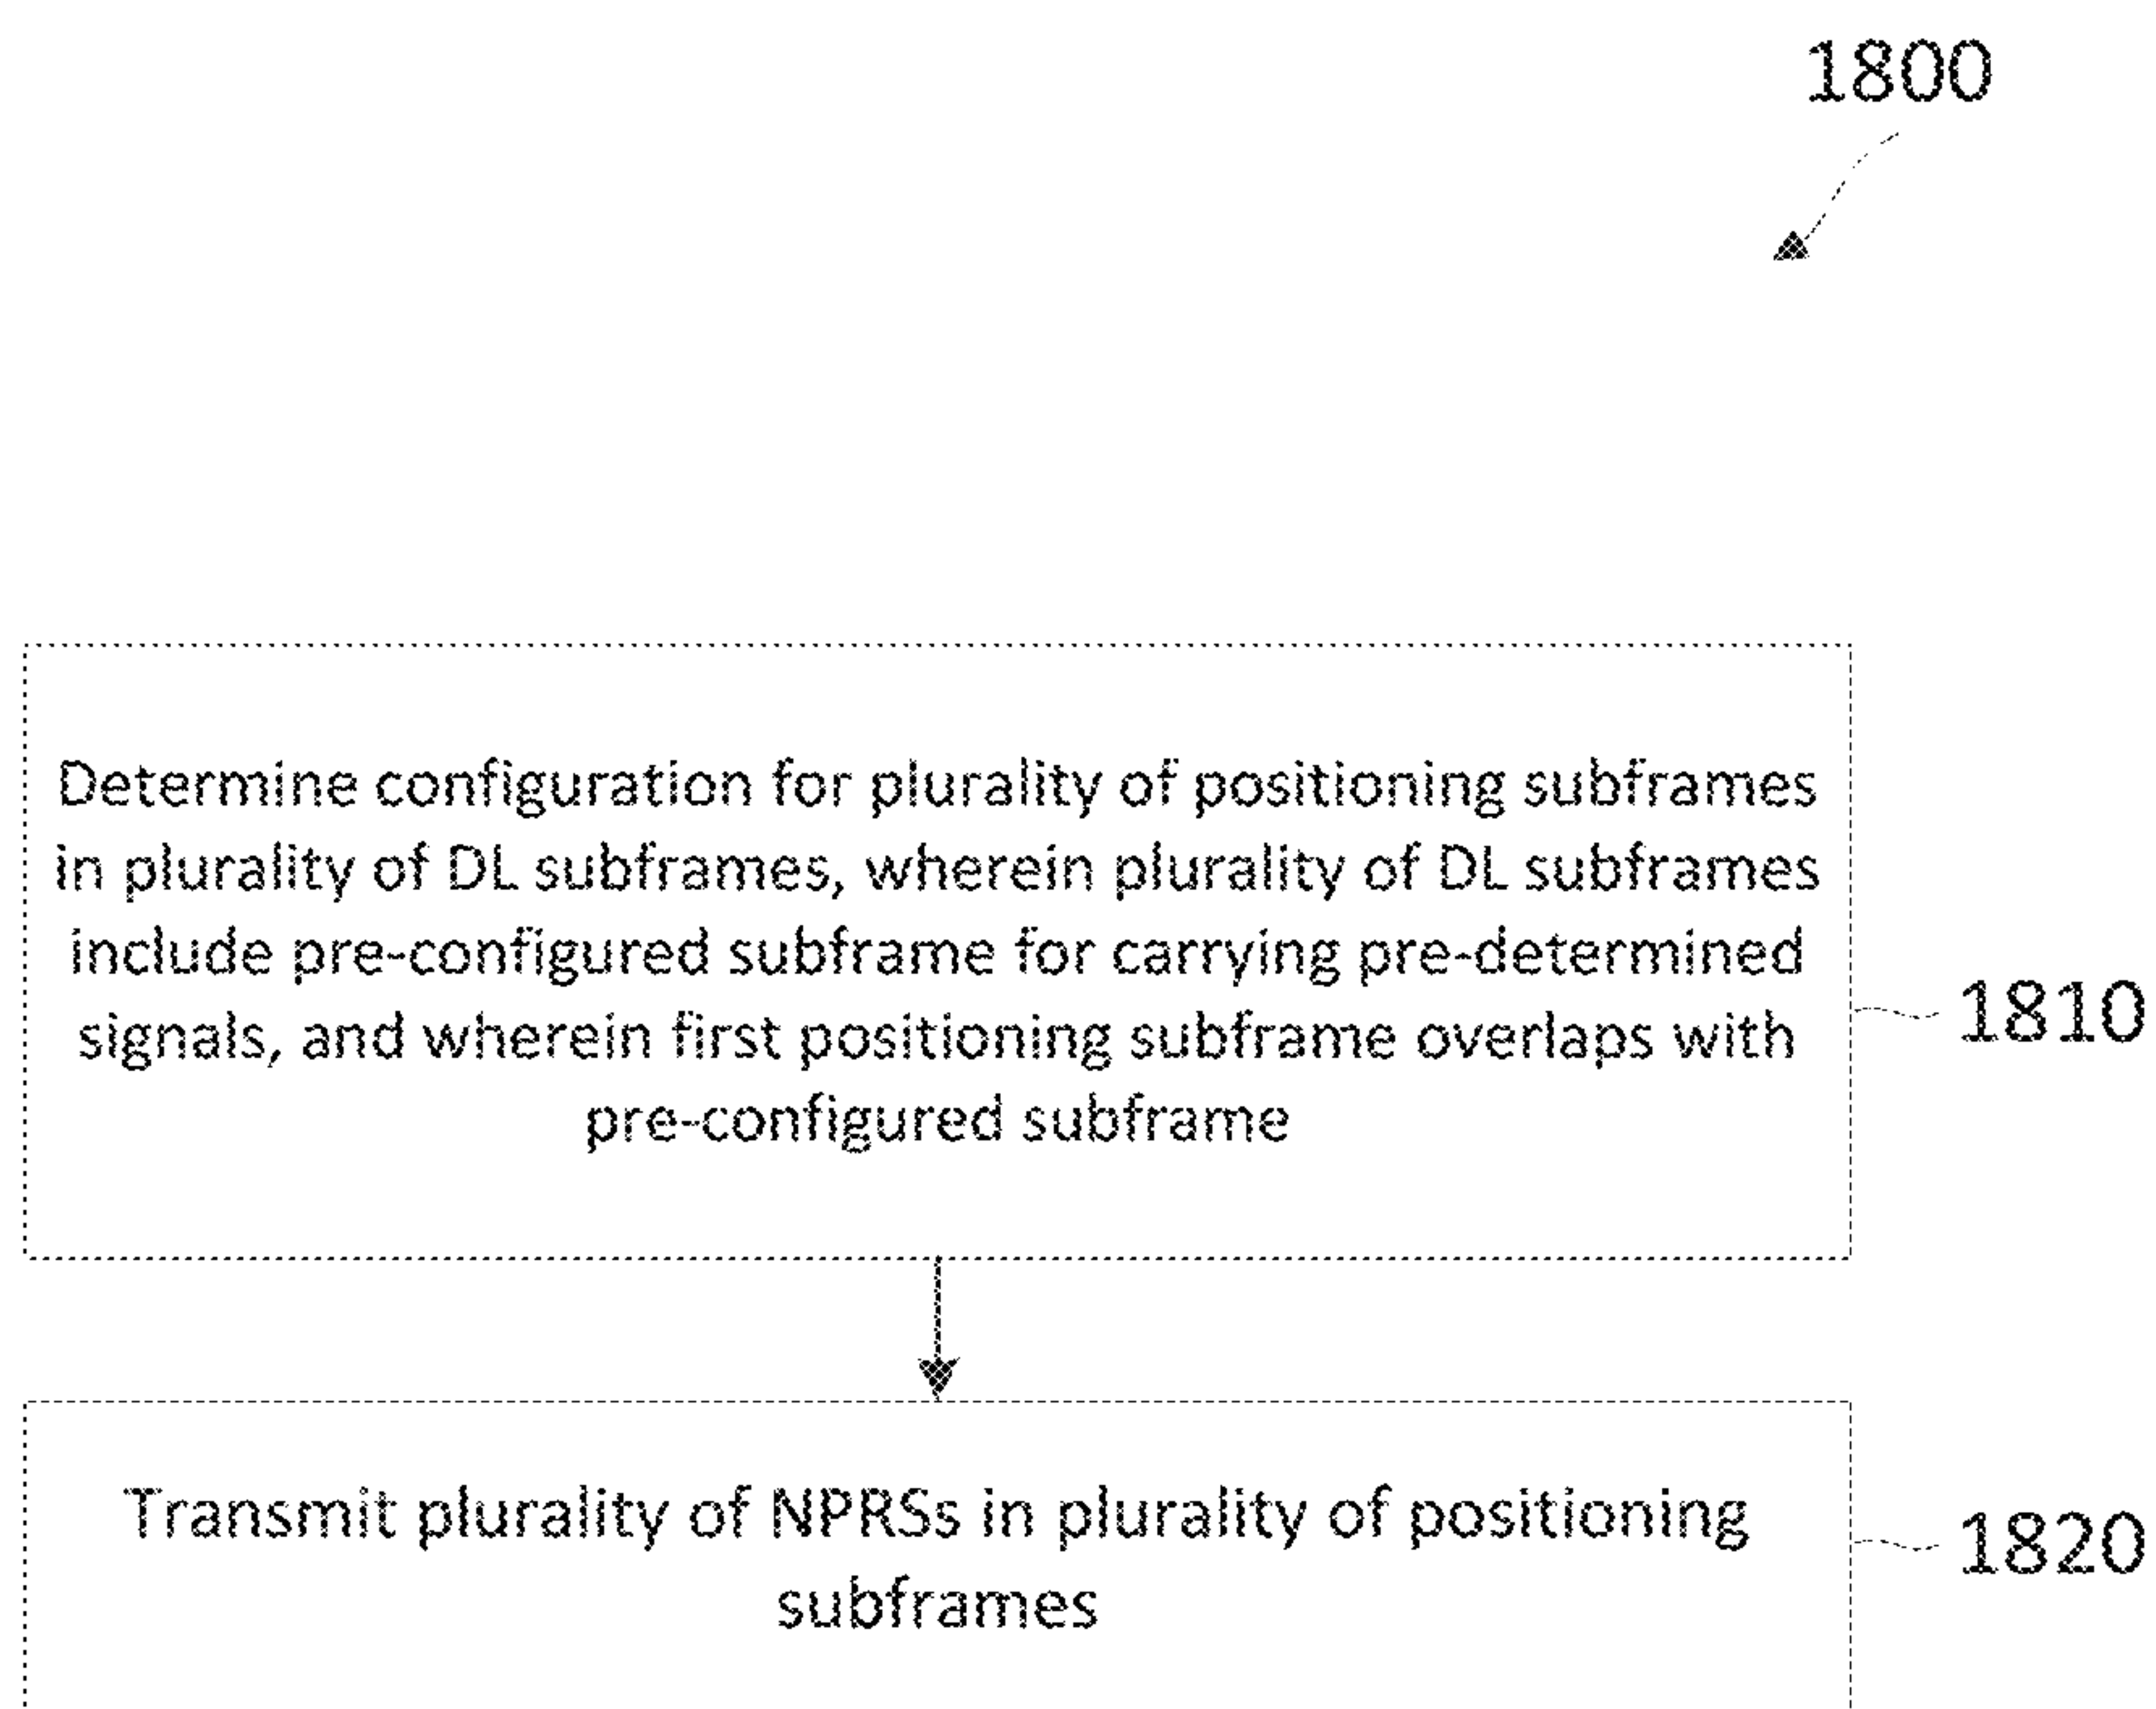 1800
Determine configuration for plurality of positioning subframes
in plurality of DL subframes, wherein plurality of DL subframes
include pre-configured subframe for carrying pre-determined
signals, and wherein first positioning subframe overlaps with
pre-configured subframe
1810
Transmit plurality of NPRSs in plurality of positioning
subframes
1820